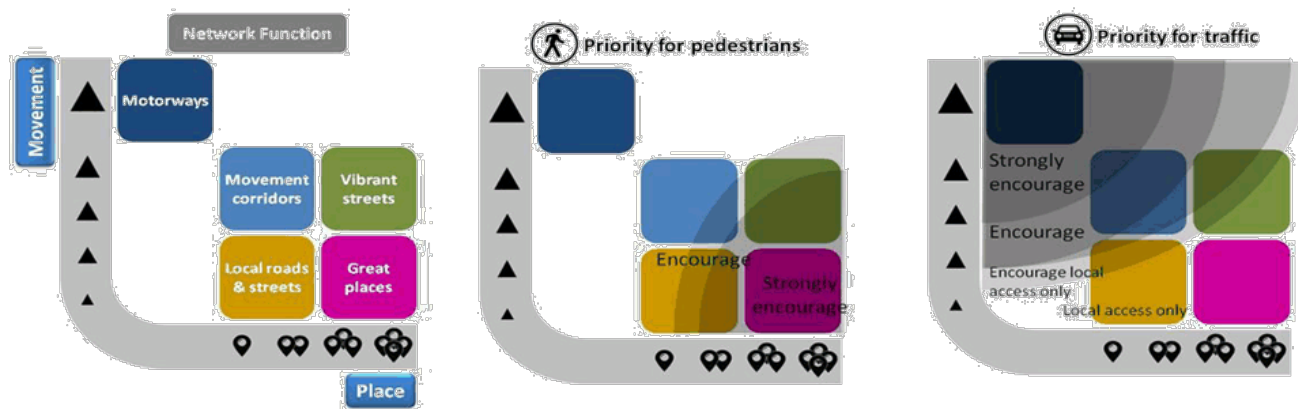 Network Function
Movement
Motorways
Movement
corridors
Vibrant
streets
Local roads
& streets
Great
places
Place
Priority for pedestrians
Encourage
Strongly
encourage
Priority for traffic
Strongly
encourage
Encourage
Encourage local
access only
Local access only